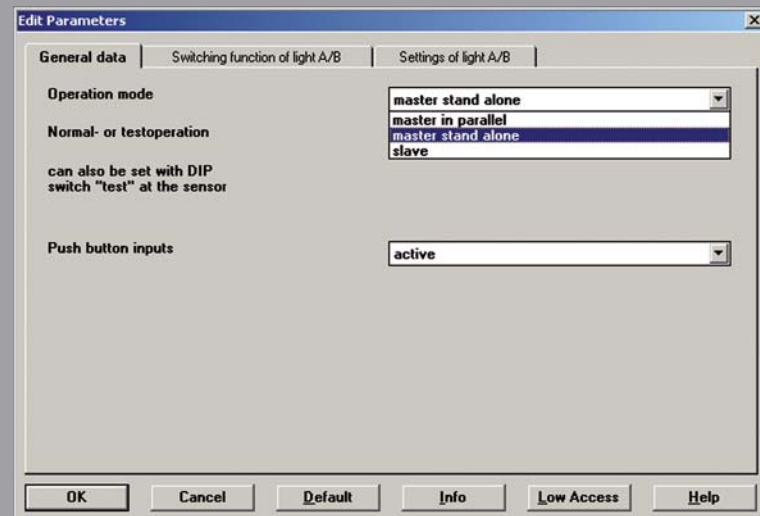 Edit Parameters
General data
Switching function of light A/B
Settings of light A/B
Operation mode
master stand alone
master in parallel
master stand alone
slave
Normal- or testoperation
can also be set with DIP
switch "test" at the sensor
Push button inputs
active
OK
Cancel
Default
Info
Low Access
Help